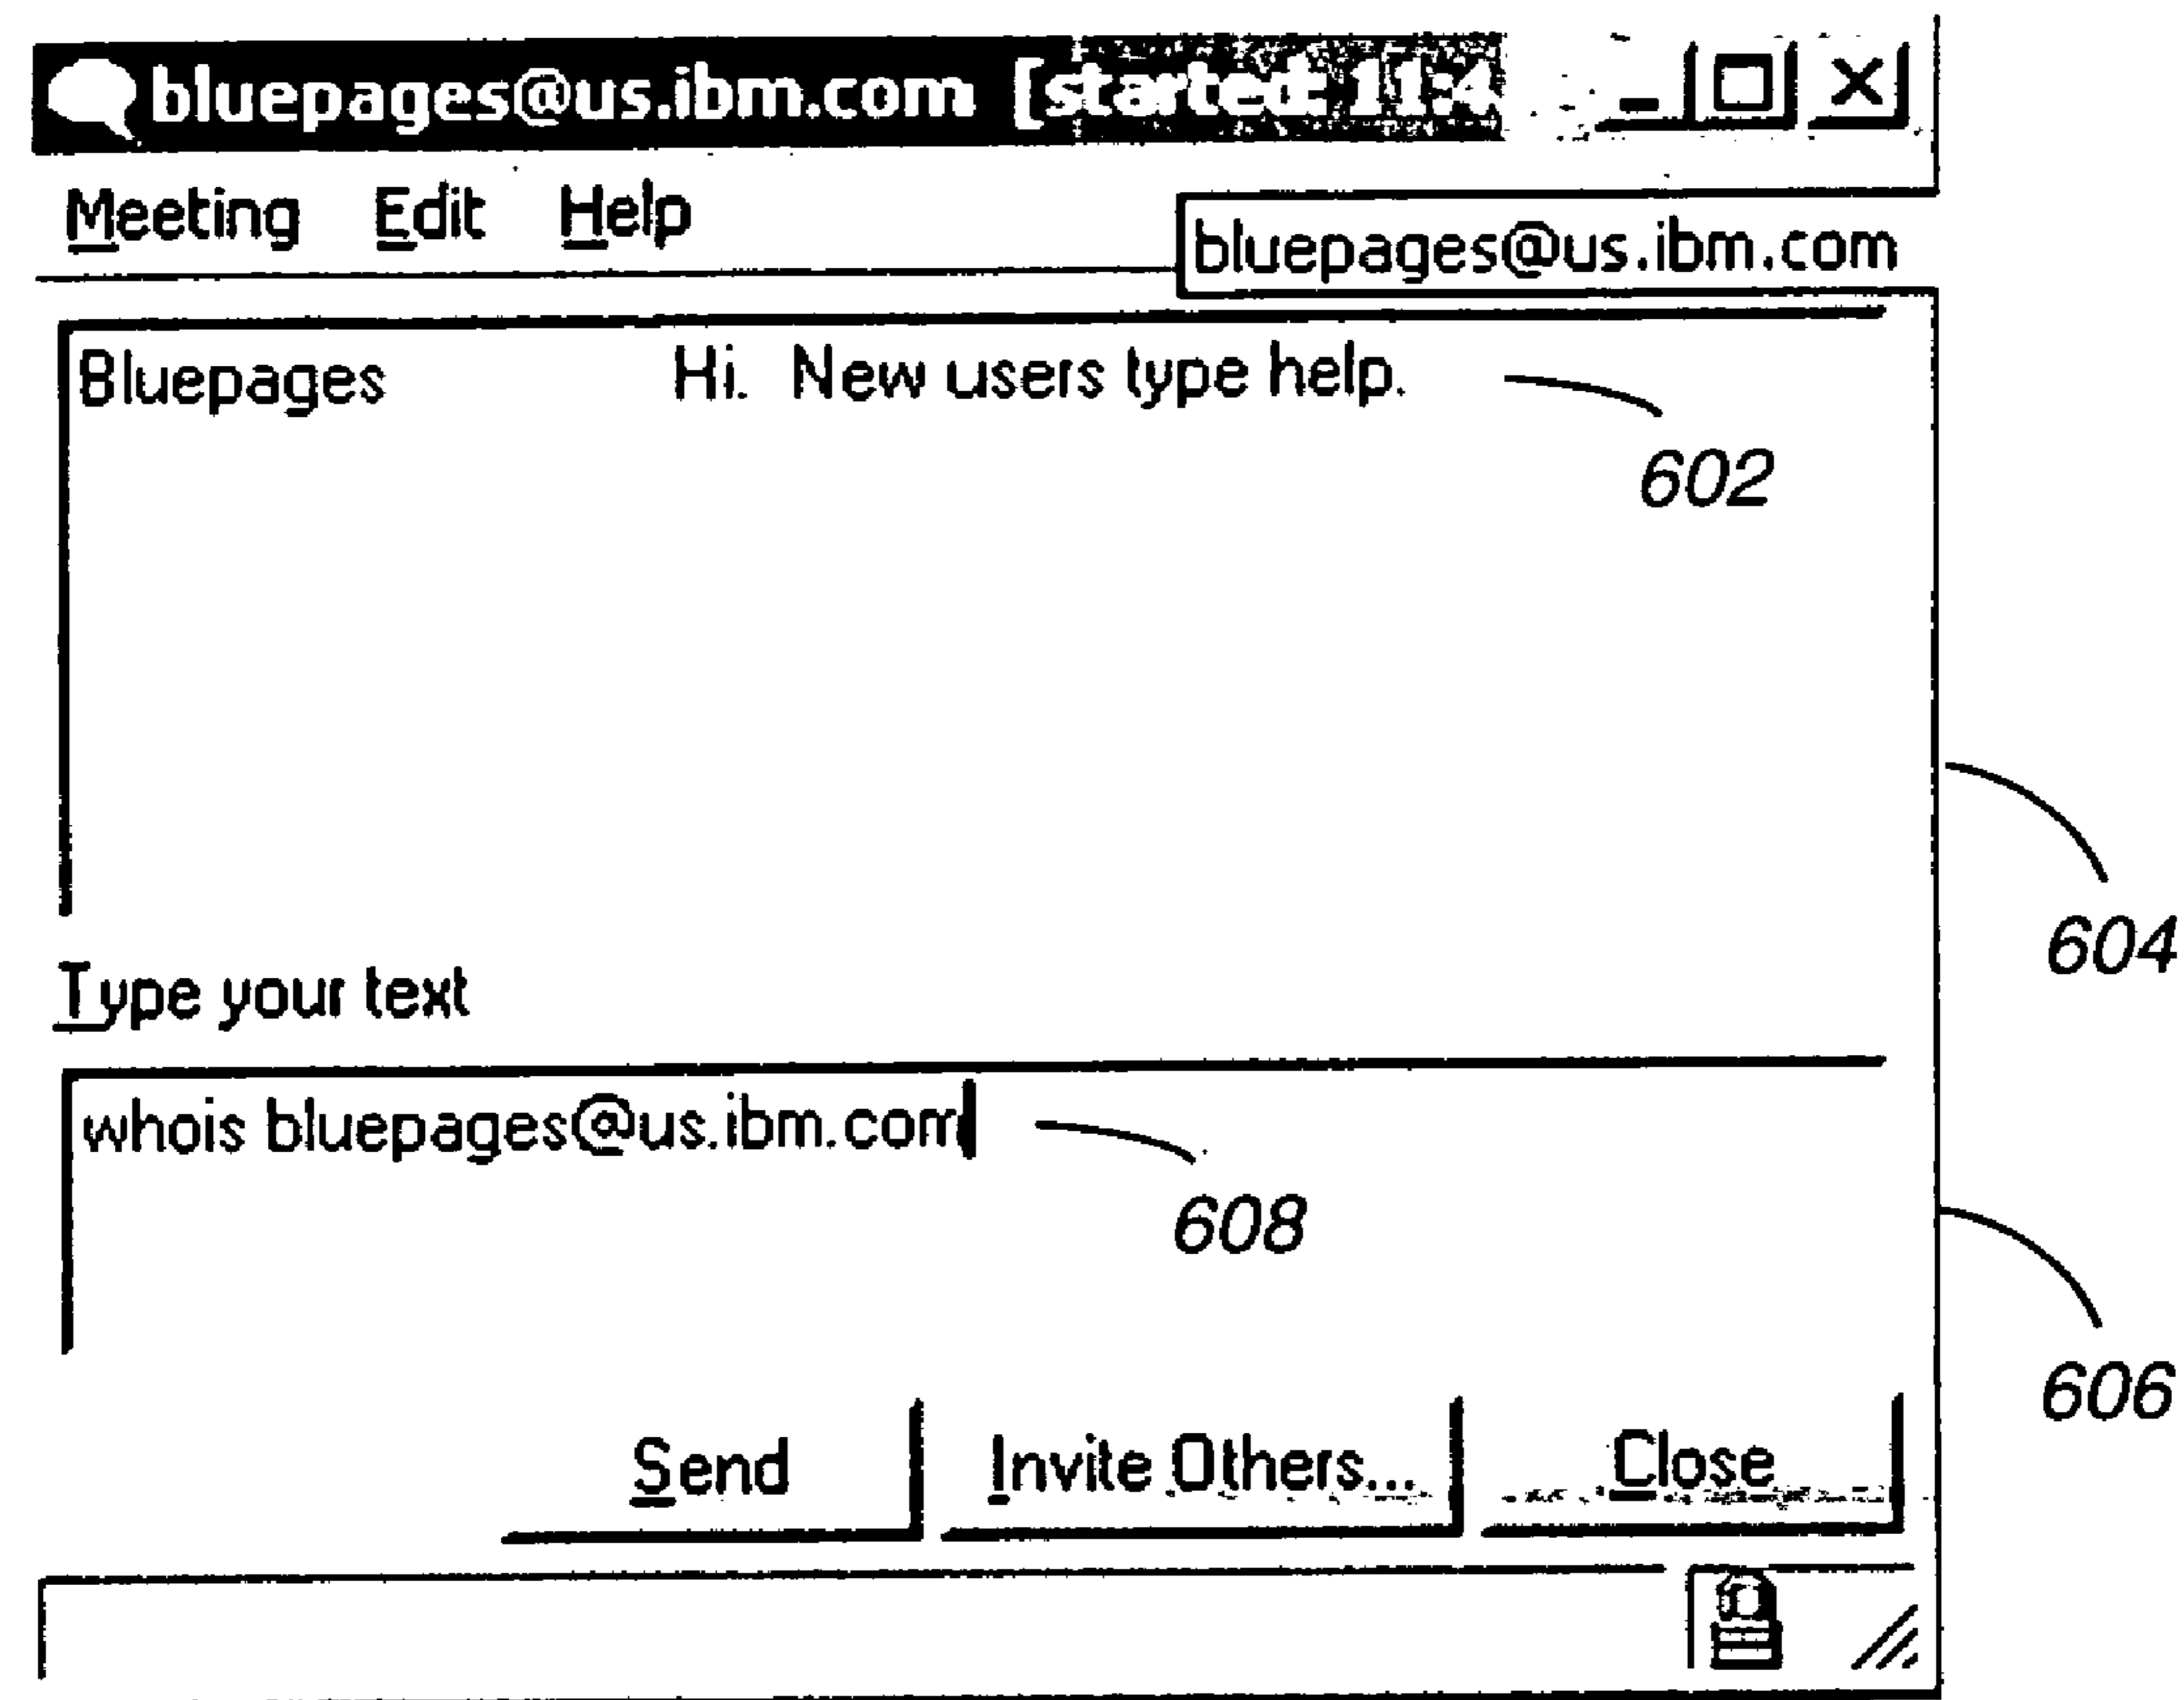 bluepages@us.ibm.com [started:
Meeting Edit Help
bluepages@us.ibm.com
Bluepages Hi. New users type help.
602
604
Type your text
whois bluepages@us.ibm.com
608
606
Send Invite Others... Close